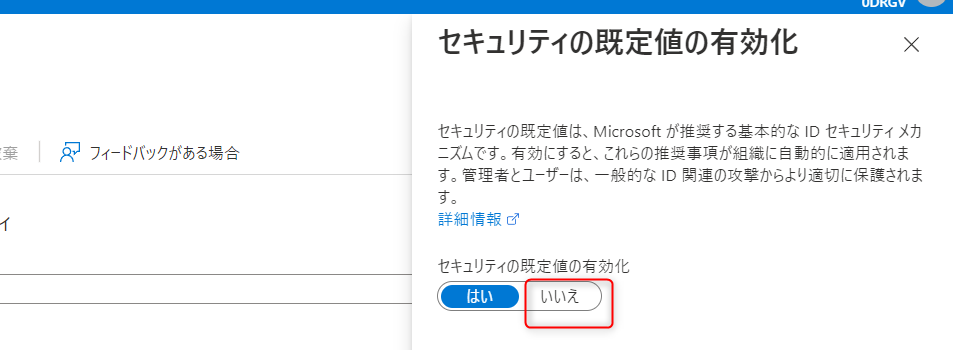 0DRGV
セキュリティの既定値の有効化
セキュリティの既定値は、Microsoft が推奨する基本的な ID セキュリティ メカ
ニズムです。有効にすると、これらの推奨事項が組織に自動的に適用されま
す。管理者とユーザーは、一般的な ID 関連の攻撃からより適切に保護されま
す。
詳細情報
セキュリティの既定値の有効化
はい いいえ
棄
フィードバックがある場合
イ